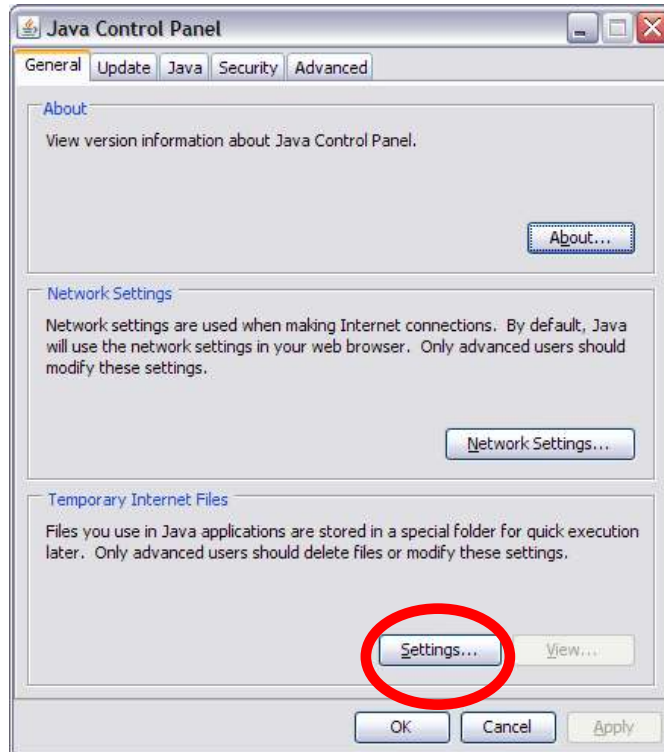 Java Control Panel
General Update Java Security Advanced
About
View version information about Java Control Panel.
About...
Network Settings
Network settings are used when making Internet connections. By default, Java
will use the network settings in your web browser. Only advanced users should
modify these settings.
Network Settings...
Temporary Internet Files
Files you use in Java applications are stored in a special folder for quick execution
later. Only advanced users should delete files or modify these settings.
Settings... View...
OK Cancel Apply